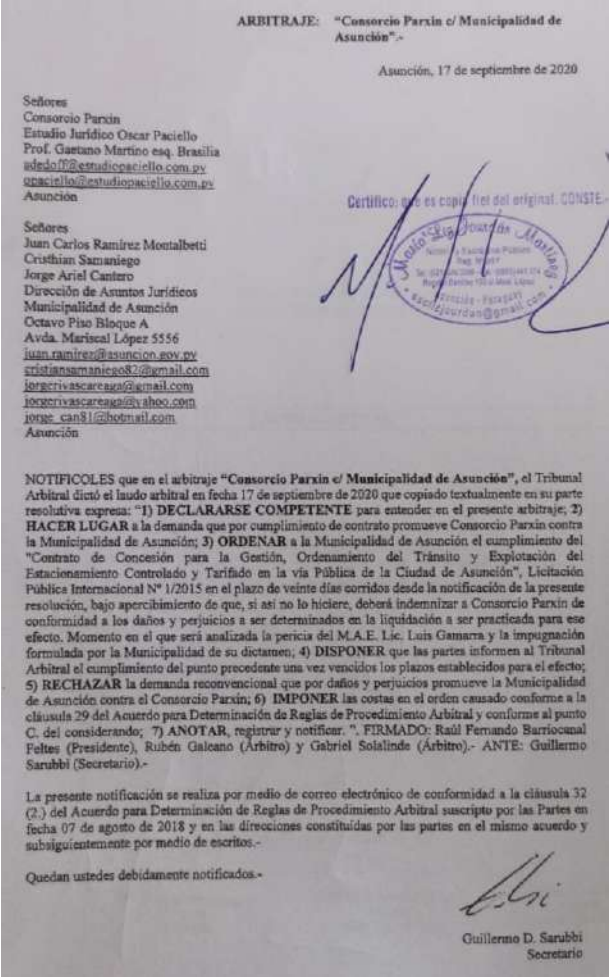 ARBITRAJE: "Consorcio Parxin c/ Municipalidad de
Asunción".-
Asunción, 17 de septiembre de 2020
Señores
Consorcio Parxin
Estudio Jurídico Oscar Paciello
Prof. Gaetano Martino esq. Brasilia
adedoff@estudiopaciello.com.py
opaciello@estudiopaciello.com.py
Asunción
Certifico: que es copia fiel del original. CONSTE.-
Señores
Juan Carlos Ramírez Montalbetti
Cristhian Samaniego
Jorge Ariel Cantero
Dirección de Asuntos Jurídicos
Municipalidad de Asunción
Octavo Piso Bloque A
Avda. Mariscal López 5556
juan.ramirez@asuncion.gov.py
cristiansamaniego82@gmail.com
jorgerivascareaga@gmail.com
jorgerivascareaga@yahoo.com
jorge_can81@hotmail.com
Asunción
NOTIFICOLES que en el arbitraje "Consorcio Parxin c/ Municipalidad de Asunción", el Tribunal
Arbitral dictó el laudo arbitral en fecha 17 de septiembre de 2020 que copiado textualmente en su parte
resolutiva expresa: "1) DECLARARSE COMPETENTE para entender en el presente arbitraje; 2)
HACER LUGAR a la demanda que por cumplimiento de contrato promueve Consorcio Parxin contra
la Municipalidad de Asunción; 3) ORDENAR a la Municipalidad de Asunción el cumplimiento del
"Contrato de Concesión para la Gestión, Ordenamiento del Tránsito y Explotación del
Estacionamiento Controlado y Tarifado en la vía Pública de la Ciudad de Asunción", Licitación
Pública Internacional Nº 1/2015 en el plazo de veinte días corridos desde la notificación de la presente
resolución, bajo apercibimiento de que, si así no lo hiciere, deberá indemnizar a Consorcio Parxin de
conformidad a los daños y perjuicios a ser determinados en la liquidación a ser practicada para ese
efecto. Momento en el que será analizada la pericia del M.A.E. Lic. Luis Gamarra y la impugnación
formulada por la Municipalidad de su dictamen; 4) DISPONER que las partes informen al Tribunal
Arbitral el cumplimiento del punto precedente una vez vencidos los plazos establecidos para el efecto;
5) RECHAZAR la demanda reconvencional que por daños y perjuicios promueve la Municipalidad
de Asunción contra el Consorcio Parxin; 6) IMPONER las costas en el orden causado conforme a la
cláusula 29 del Acuerdo para Determinación de Reglas de Procedimiento Arbitral y conforme al punto
C. del considerando; 7) ANOTAR, registrar y notificar. ". FIRMADO: Raúl Fernando Barriocanal
Feltes (Presidente), Rubén Galeano (Árbitro) y Gabriel Solalinde (Árbitro).- ANTE: Guillermo
Sarubbi (Secretario).-
La presente notificación se realiza por medio de correo electrónico de conformidad a la cláusula 32
(2.) del Acuerdo para Determinación de Reglas de Procedimiento Arbitral suscripto por las Partes en
fecha 07 de agosto de 2018 y en las direcciones constituídas por las partes en el mismo acuerdo y
subsiguientemente por medio de escritos.-
Quedan ustedes debidamente notificados.-
Guillermo D. Sarubbi
Secretario